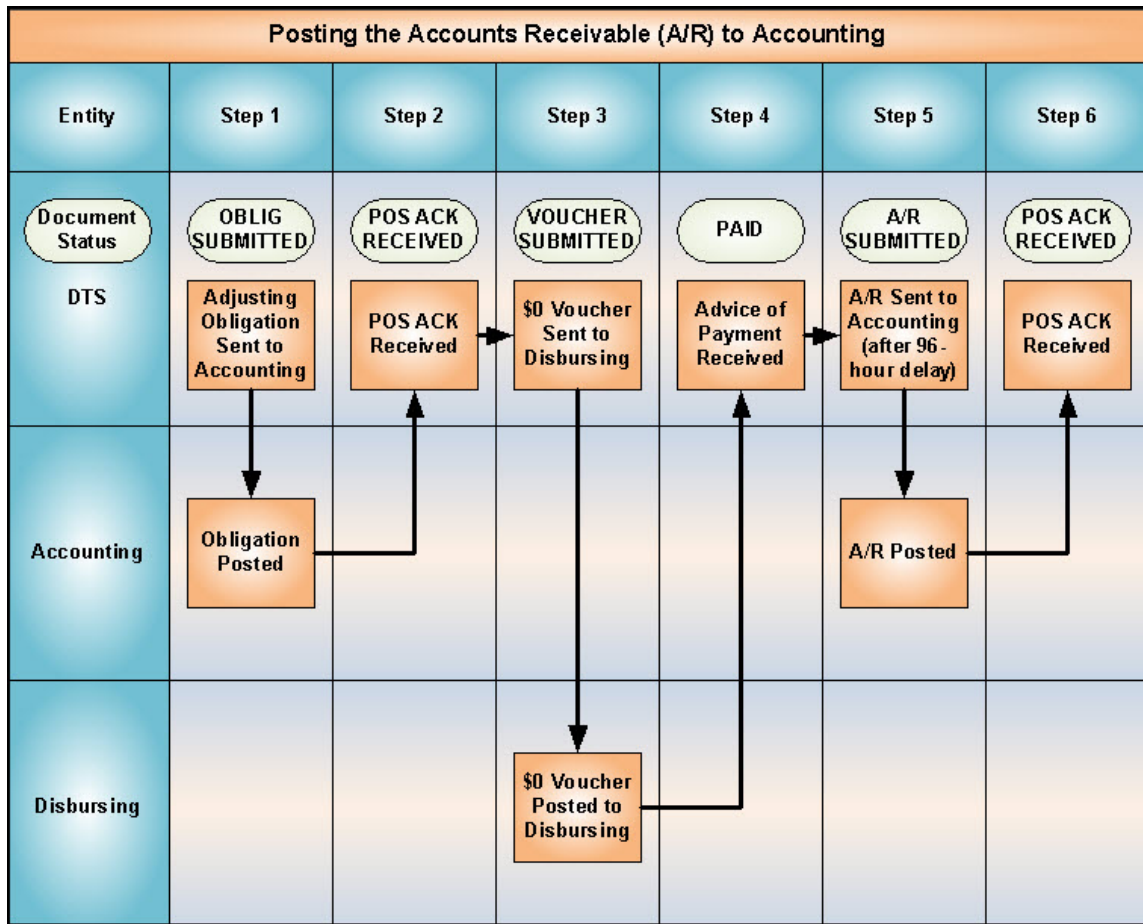 Posting the Accounts Receivable (A/R) to Accounting
Entity
Step 1
Step 2
Step 3
Step 4
Step 5
Step 6
Document
Status
OBLIG
SUBMITTED
POS ACK
RECEIVED
VOUCHER
SUBMITTED
PAID
A/R
SUBMITTED
POS ACK
RECEIVED
DTS
Adjusting
Obligation
Sent to
Accounting
POS ACK
Received
$0 Voucher
Sent to
Disbursing
Advice of
Payment
Received
A/R Sent to
Accounting
(after 96-
hour delay)
POS ACK
Received
Accounting
Obligation
Posted
A/R Posted
Disbursing
$0 Voucher
Posted to
Disbursing